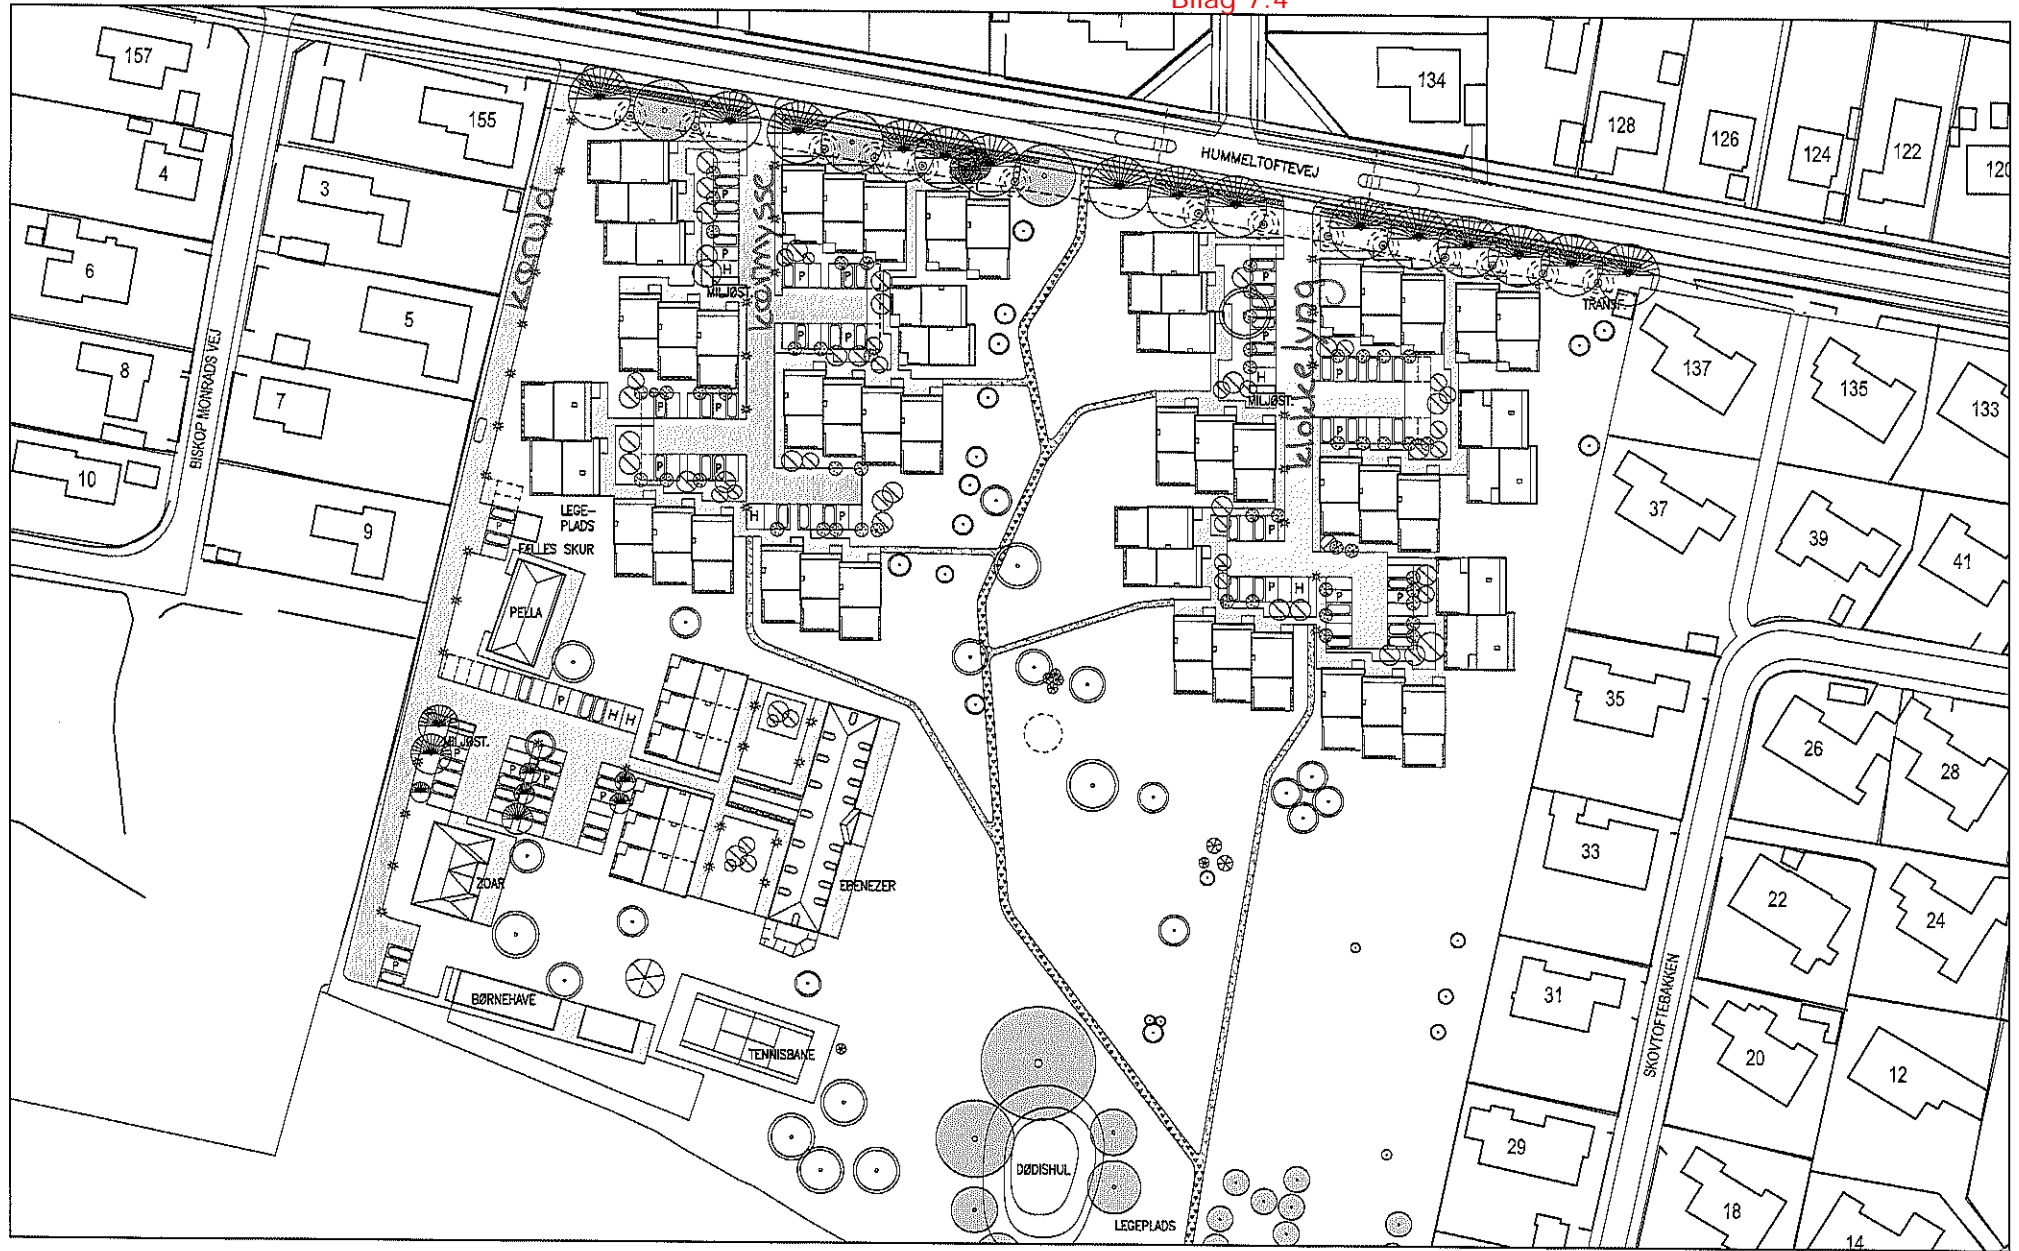 Bilag 7.4
157
155
4
3
6
5
8
7
10
9
BISKOP MONRADS VEJ
Kæruld
Kærmysse
Klokkelyng
HUMMELTOFTEVEJ
134
128
126
124
122
120
TRANSF.
137
135
133
37
39
41
35
26
28
33
22
24
31
20
12
29
18
14
SKOVTOFTEBAKKEN
MILJØST.
MILJØST.
P
P
P
H
P
P
P
P
P
P
P
P
H
P
P
P
H
P
P
P
P
H
P
P
LEGE-
PLADS
FÆLLES SKUR
P
PELLA
P
H
H
MILJØST.
P
P
P
P
ZOAR
EBENEZER
P
BØRNEHAVE
TENNISBANE
DØDISHUL
LEGEPLADS